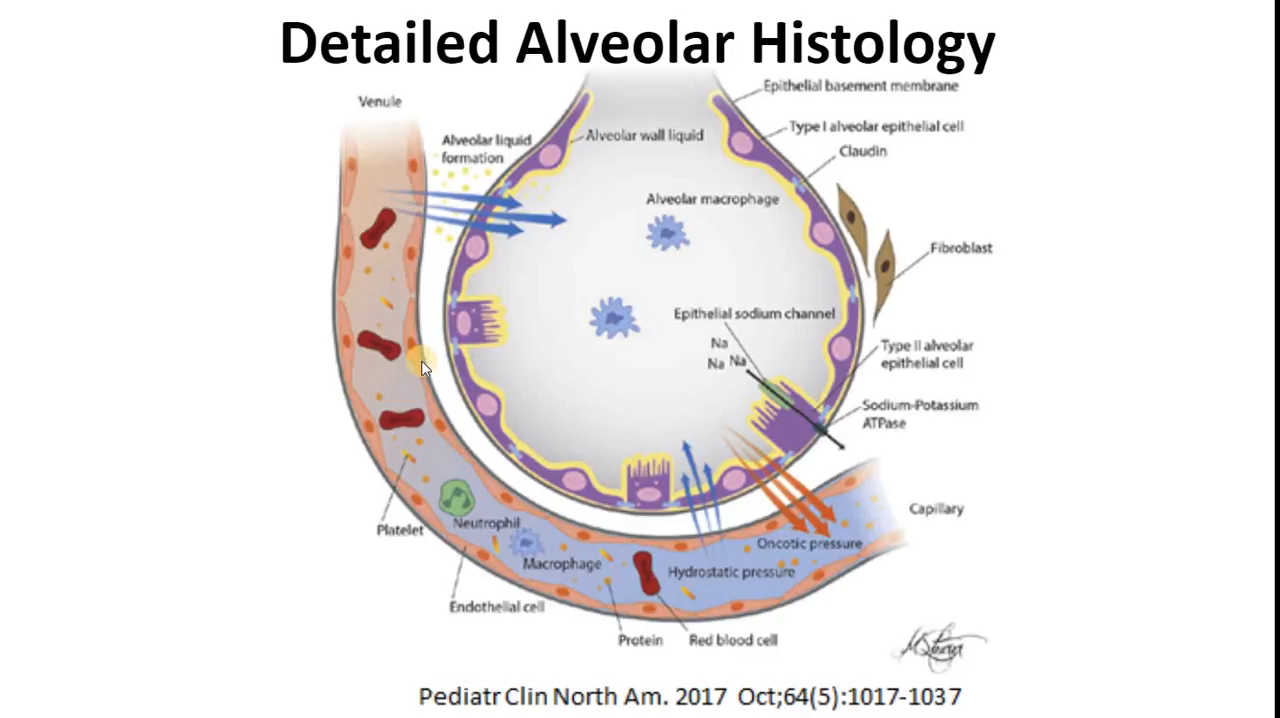 Detailed Alveolar Histology
Epithelial basement membrane
Venule
Type I alveolar epithelial cell
Alveolar liquid
formation
Alveolar wall liquid
Claudin
Alveolar macrophage
Fibroblast
Epithelial sodium channel
Na
Na Na
Type II alveolar
epithelial cell
Sodium-Potassium
ATPase
Capillary
Platelet
Neutrophil
Oncotic pressure
Macrophage
Hydrostatic pressure
Endothelial cell
Protein
Red blood cell
Pediatr Clin North Am. 2017 Oct;64(5):1017-1037